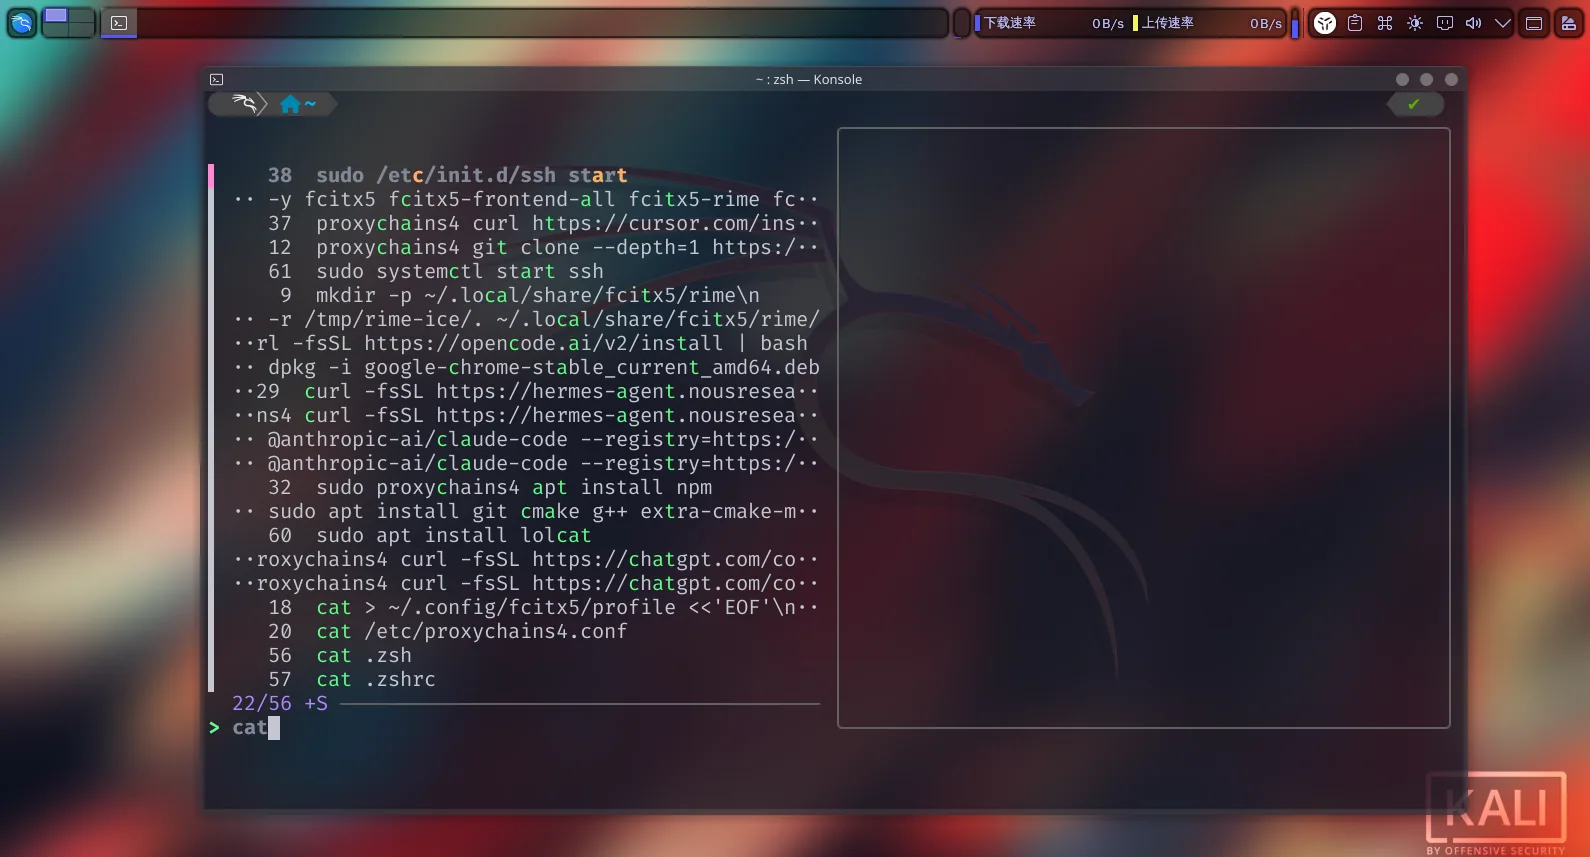 下载速率 0B/s 上传速率 0B/s
~ : zsh — Konsole
~ ✔
38 sudo /etc/init.d/ssh start
·· -y fcitx5 fcitx5-frontend-all fcitx5-rime fc··
37 proxychains4 curl https://cursor.com/ins··
12 proxychains4 git clone --depth=1 https:/··
61 sudo systemctl start ssh
9 mkdir -p ~/.local/share/fcitx5/rime\n
·· -r /tmp/rime-ice/. ~/.local/share/fcitx5/rime/
··rl -fsSL https://opencode.ai/v2/install | bash
·· dpkg -i google-chrome-stable_current_amd64.deb
··29 curl -fsSL https://hermes-agent.nousresea··
··ns4 curl -fsSL https://hermes-agent.nousresea··
·· @anthropic-ai/claude-code --registry=https:/··
·· @anthropic-ai/claude-code --registry=https:/··
32 sudo proxychains4 apt install npm
·· sudo apt install git cmake g++ extra-cmake-m··
60 sudo apt install lolcat
··roxychains4 curl -fsSL https://chatgpt.com/co··
··roxychains4 curl -fsSL https://chatgpt.com/co··
18 cat > ~/.config/fcitx5/profile <<'EOF'\n··
20 cat /etc/proxychains4.conf
56 cat .zsh
57 cat .zshrc
22/56 +S
> cat
KALI
BY OFFENSIVE SECURITY